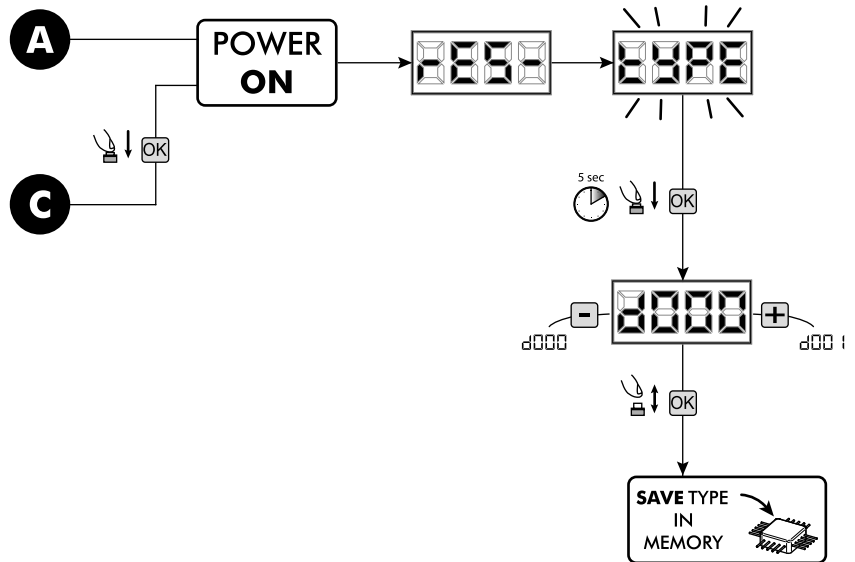 A
POWER
ON
rES-
tYPE
OK
C
5 sec
OK
d000
-
+
d000
d001
OK
SAVE TYPE
IN
MEMORY